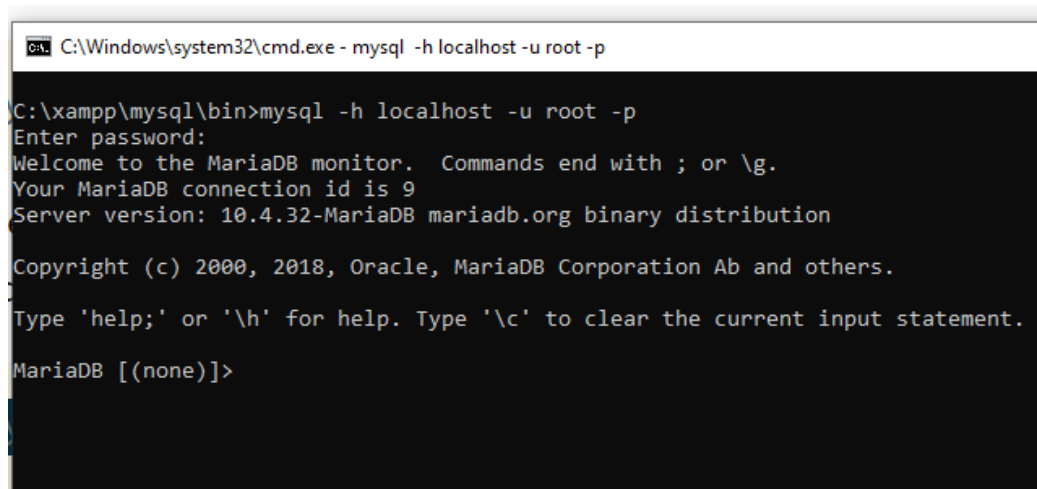 C:\Windows\system32\cmd.exe - mysql -h localhost -u root -p
C:\xampp\mysql\bin>mysql -h localhost -u root -p
Enter password:
Welcome to the MariaDB monitor.  Commands end with ; or \g.
Your MariaDB connection id is 9
Server version: 10.4.32-MariaDB mariadb.org binary distribution
Copyright (c) 2000, 2018, Oracle, MariaDB Corporation Ab and others.
Type 'help;' or '\h' for help. Type '\c' to clear the current input statement.
MariaDB [(none)]>